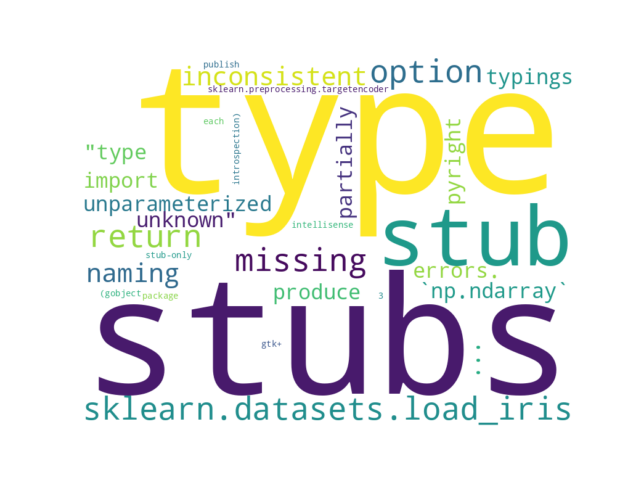 publish
inconsistent
option
typings
sklearn.preprocessing.targetencoder
type
each
introspection)
partially
pyright
"type
import
unparameterized
unknown"
return
intellisense
stub
stub-only
missing
naming
errors.
(gobject
package
produce
3
`np.ndarray`
stubs
gtk+
...
sklearn.datasets.load_iris